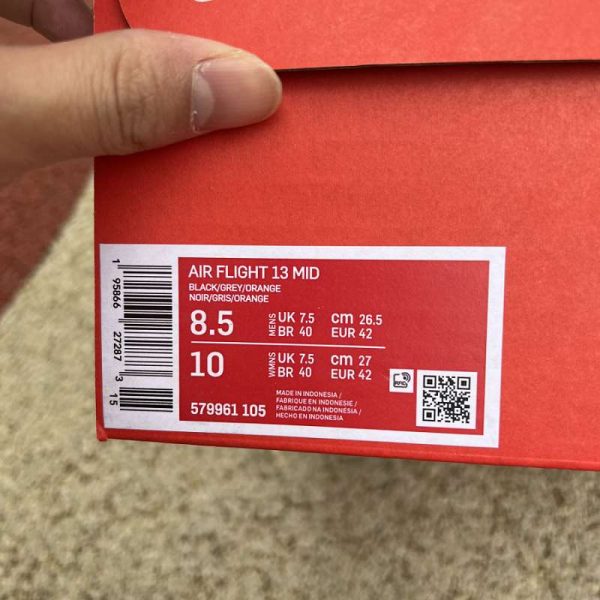 AIR FLIGHT 13 MID
BLACK/GREY/ORANGE
NOIR/GRIS/ORANGE
8.5 MENS UK 7.5 cm 26.5
BR 40 EUR 42
10 WMNS UK 7.5 cm 27
BR 40 EUR 42
579961 105
MADE IN INDONESIA /
FABRIQUE EN INDONESIE /
FABRICADO NA INDONESIA /
HECHO EN INDONESIA
1 95866 27287 3 15